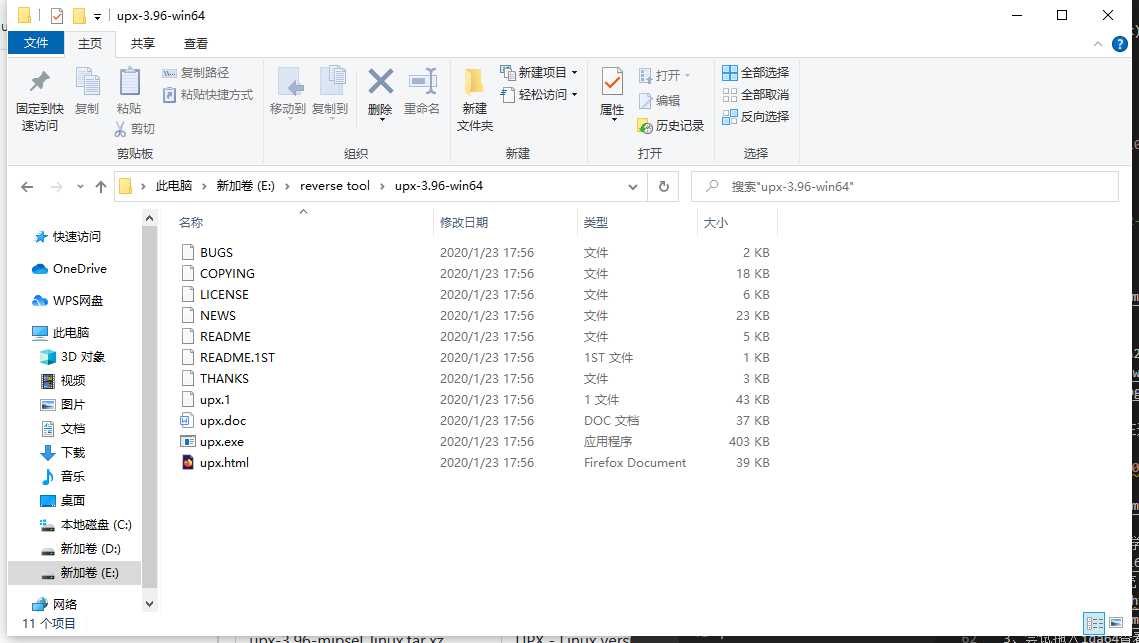 upx-3.96-win64
文件 主页 共享 查看
固定到快速访问
复制
粘贴
复制路径
粘贴快捷方式
剪切
剪贴板
移动到
复制到
删除
重命名
组织
新建文件夹
新建项目
轻松访问
新建
属性
打开
编辑
历史记录
打开
全部选择
全部取消
反向选择
选择
此电脑 新加卷 (E:) reverse tool upx-3.96-win64
搜索"upx-3.96-win64"
名称 修改日期 类型 大小
快速访问
OneDrive
WPS网盘
此电脑
3D 对象
视频
图片
文档
下载
音乐
桌面
本地磁盘 (C:)
新加卷 (D:)
新加卷 (E:)
网络
BUGS 2020/1/23 17:56 文件 2 KB
COPYING 2020/1/23 17:56 文件 18 KB
LICENSE 2020/1/23 17:56 文件 6 KB
NEWS 2020/1/23 17:56 文件 23 KB
README 2020/1/23 17:56 文件 5 KB
README.1ST 2020/1/23 17:56 1ST 文件 1 KB
THANKS 2020/1/23 17:56 文件 3 KB
upx.1 2020/1/23 17:56 1 文件 43 KB
upx.doc 2020/1/23 17:56 DOC 文档 37 KB
upx.exe 2020/1/23 17:56 应用程序 403 KB
upx.html 2020/1/23 17:56 Firefox Document 39 KB
11 个项目